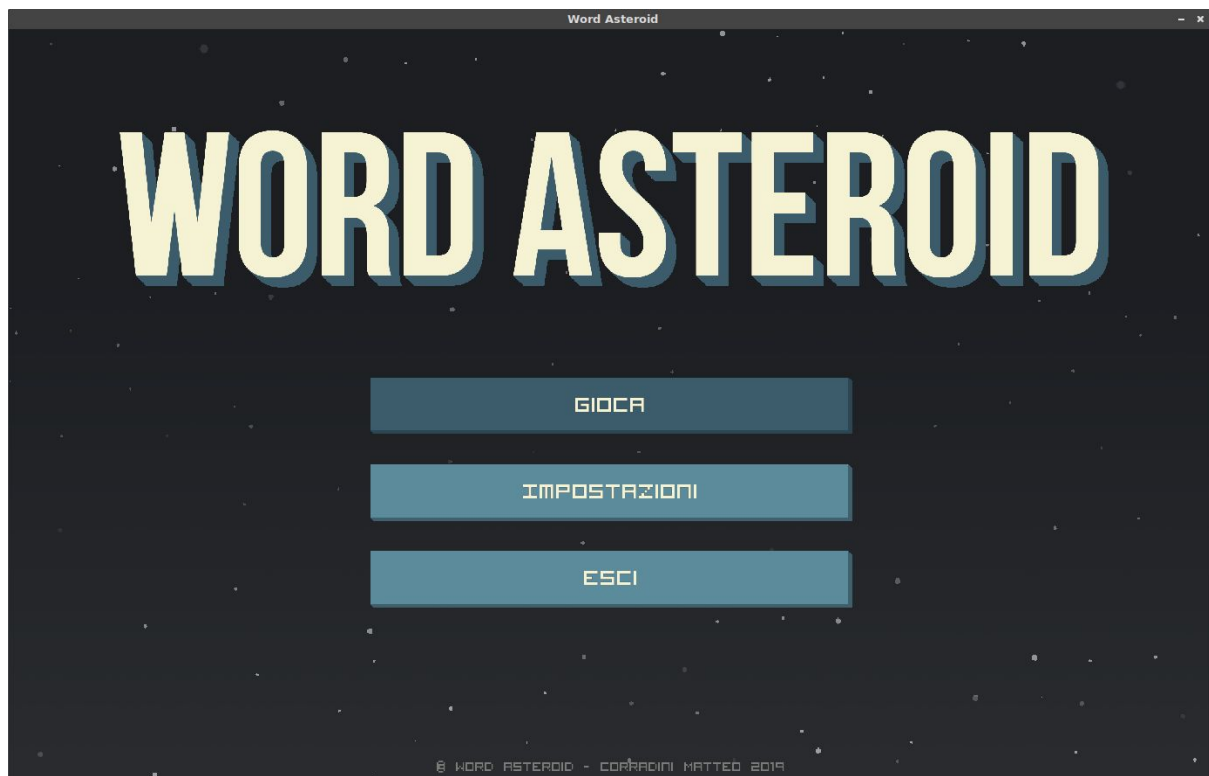 Word Asteroid
WORD ASTEROID
GIOCA
IMPOSTAZIONI
ESCI
© WORD ASTEROID - CORRADINI MATTEO 2019